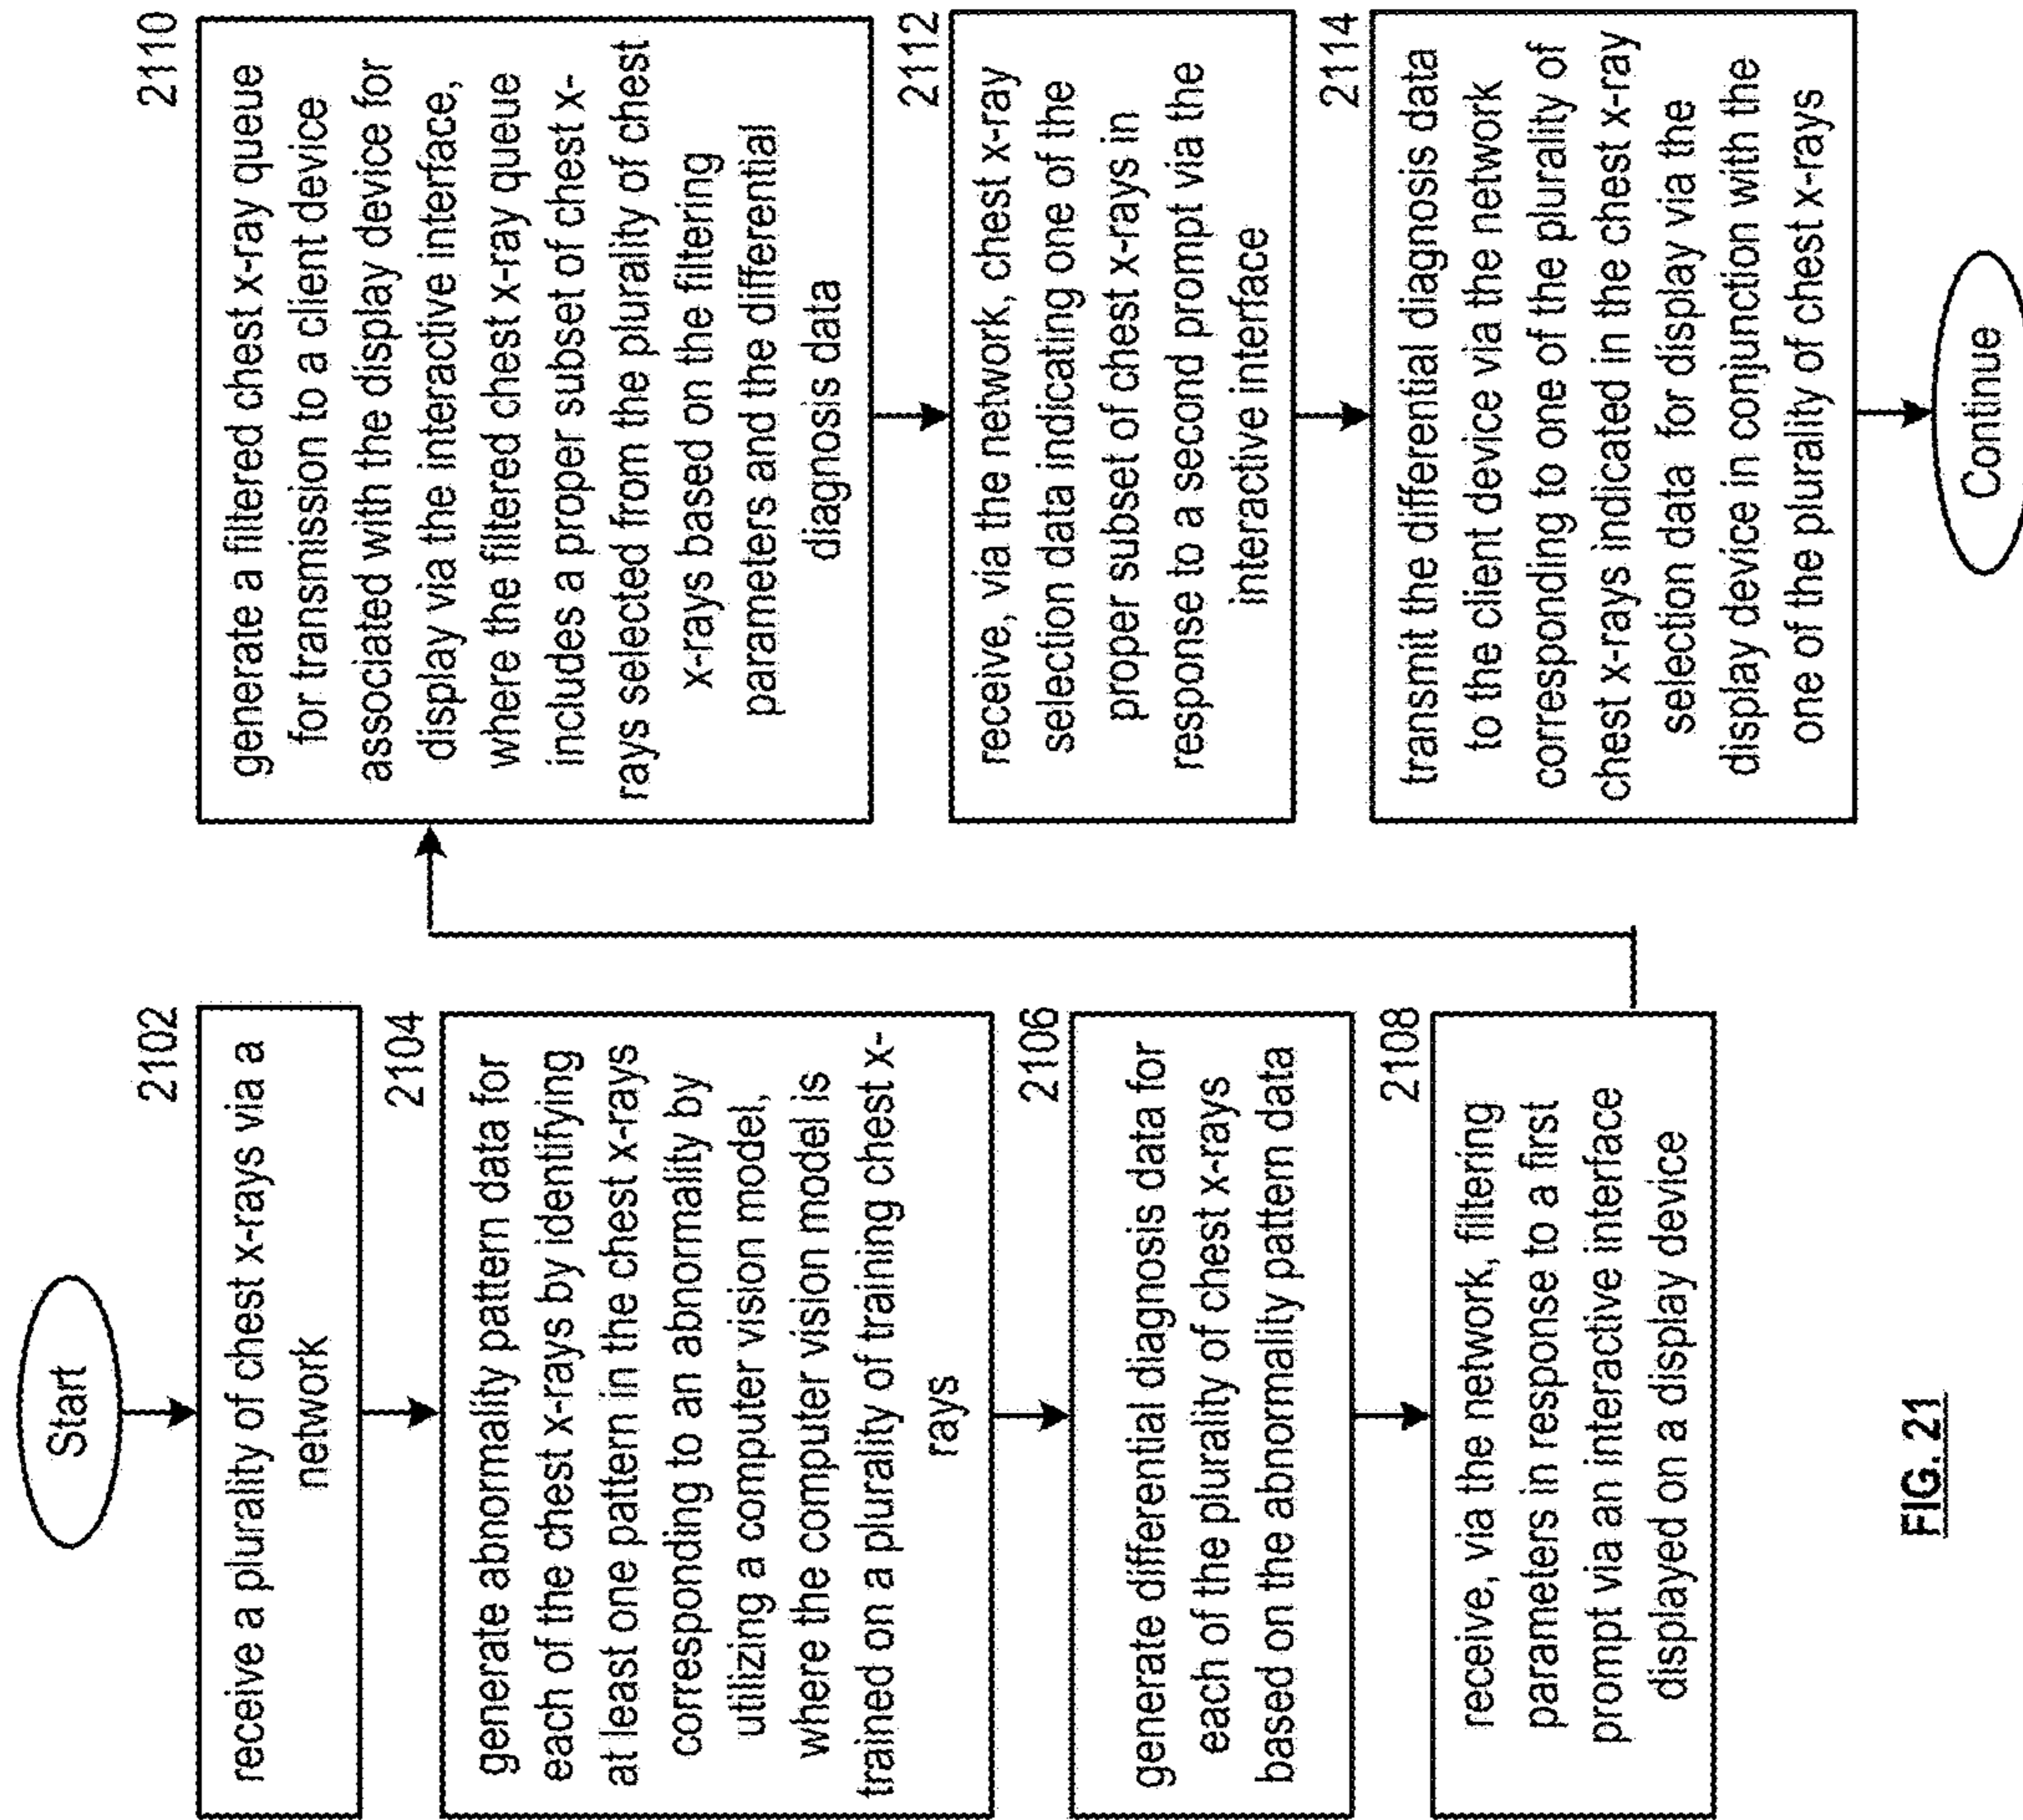 Start
2102
receive a plurality of chest x-rays via a
network
2104
generate abnormality pattern data for
each of the chest x-rays by identifying
at least one pattern in the chest x-rays
corresponding to an abnormality by
utilizing a computer vision model,
where the computer vision model is
trained on a plurality of training chest x-
rays
2106
generate differential diagnosis data for
each of the plurality of chest x-rays
based on the abnormality pattern data
2108
receive, via the network, filtering
parameters in response to a first
prompt via an interactive interface
displayed on a display device
2110
generate a filtered chest x-ray queue
for transmission to a client device
associated with the display device for
display via the interactive interface,
where the filtered chest x-ray queue
includes a proper subset of chest x-
rays selected from the plurality of chest
x-rays based on the filtering
parameters and the differential
diagnosis data
2112
receive, via the network, chest x-ray
selection data indicating one of the
proper subset of chest x-rays in
response to a second prompt via the
interactive interface
2114
transmit the differential diagnosis data
to the client device via the network
corresponding to one of the plurality of
chest x-rays indicated in the chest x-ray
selection data for display via the
display device in conjunction with the
one of the plurality of chest x-rays
Continue
FIG. 21